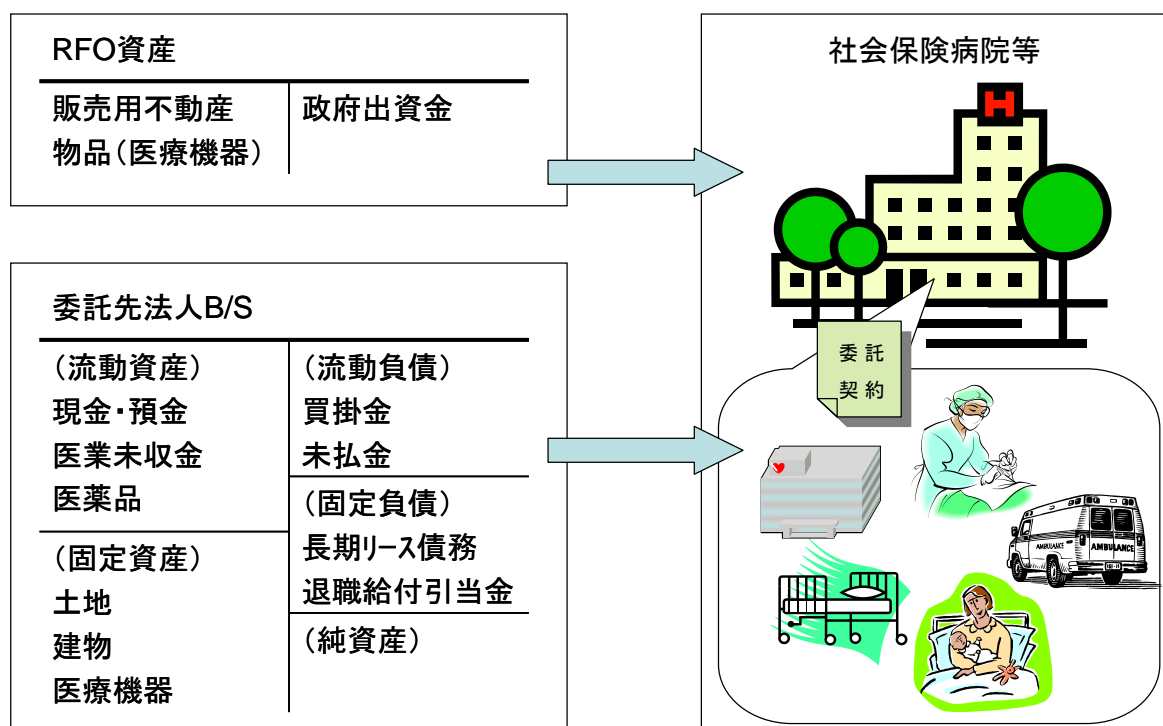 RFO資産
販売用不動産
物品(医療機器)
政府出資金
委託先法人B/S
(流動資産)
現金・預金
医業未収金
医薬品
(固定資産)
土地
建物
医療機器
(流動負債)
買掛金
未払金
(固定負債)
長期リース債務
退職給付引当金
(純資産)
社会保険病院等
H
委託
契約
AMBULANCE
AMBULANCE